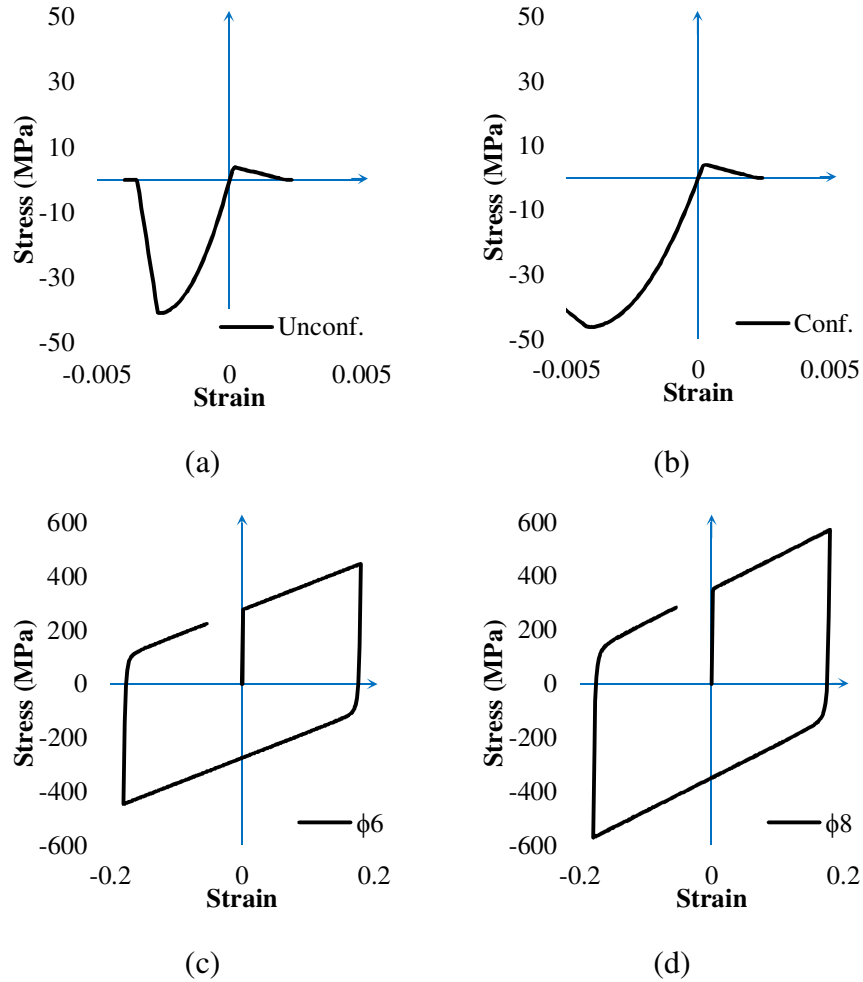 50
30
10
-10
-30
-50
Stress (MPa)
-0.005
0
0.005
Strain
Unconf.
(a)
50
30
10
-10
-30
-50
Stress (MPa)
-0.005
0
0.005
Strain
Conf.
(b)
600
400
200
0
-200
-400
-600
Stress (MPa)
-0.2
0
0.2
Strain
ϕ6
(c)
600
400
200
0
-200
-400
-600
Stress (MPa)
-0.2
0
0.2
Strain
ϕ8
(d)